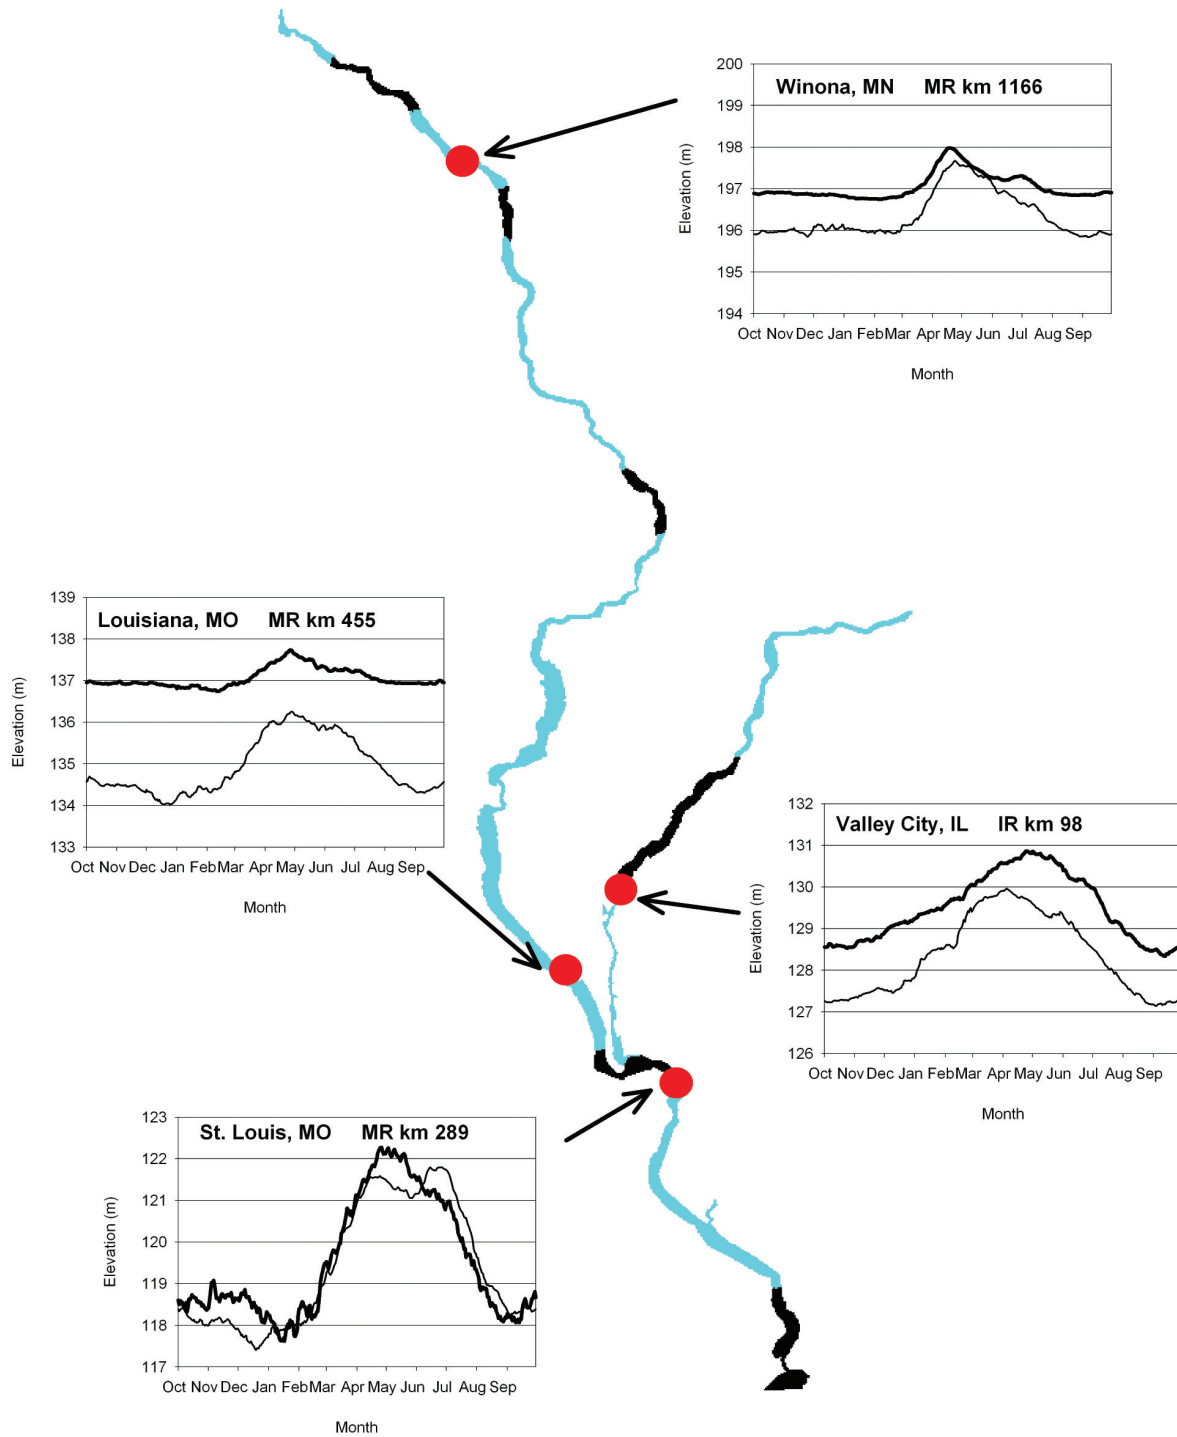 Winona, MN MR km 1166
200
199
198
197
196
195
194
Elevation (m)
Oct Nov Dec Jan Feb Mar Apr May Jun Jul Aug Sep
Month
Louisiana, MO MR km 455
139
138
137
136
135
134
133
Elevation (m)
Oct Nov Dec Jan Feb Mar Apr May Jun Jul Aug Sep
Month
Valley City, IL IR km 98
132
131
130
129
128
127
126
Elevation (m)
Oct Nov Dec Jan Feb Mar Apr May Jun Jul Aug Sep
Month
St. Louis, MO MR km 289
123
122
121
120
119
118
117
Elevation (m)
Oct Nov Dec Jan Feb Mar Apr May Jun Jul Aug Sep
Month